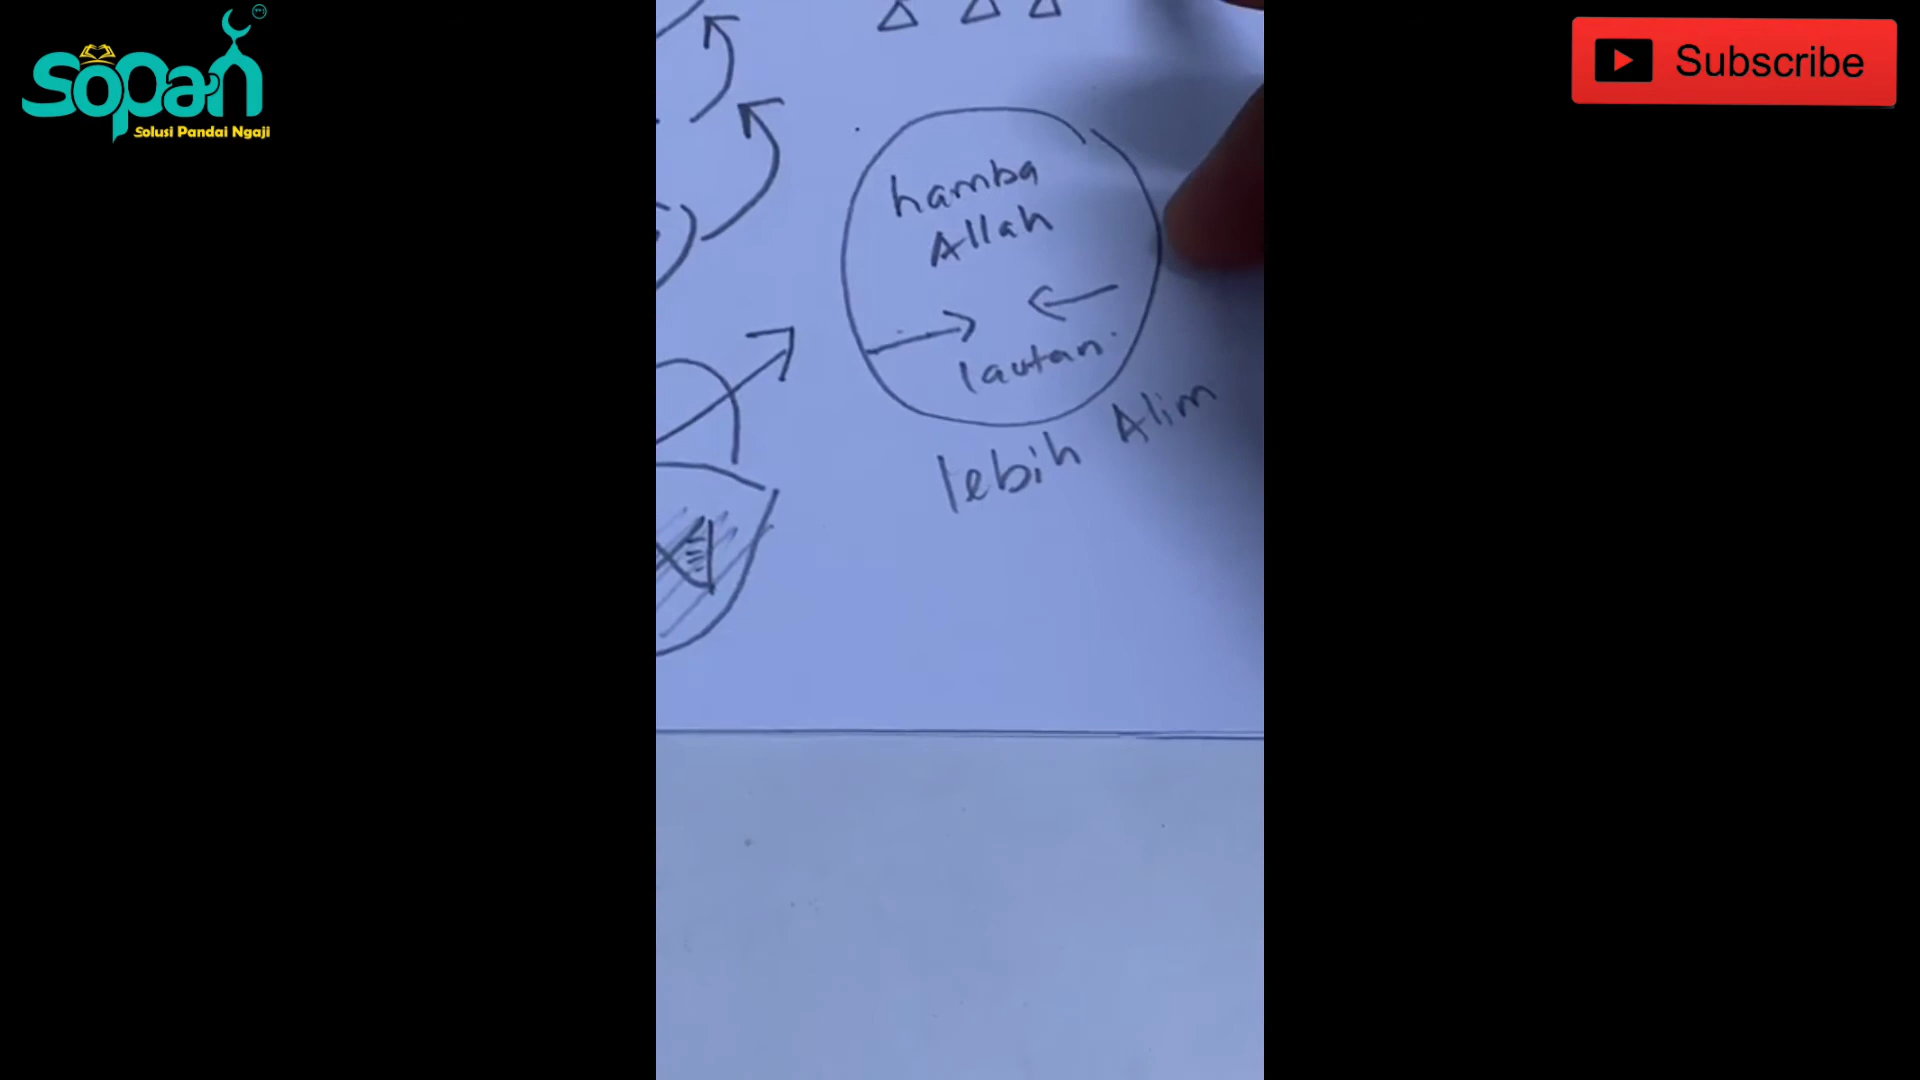 sopan
Solusi Pandai Ngaji
Subscribe
hamba
Allah
lautan
lebih Alim